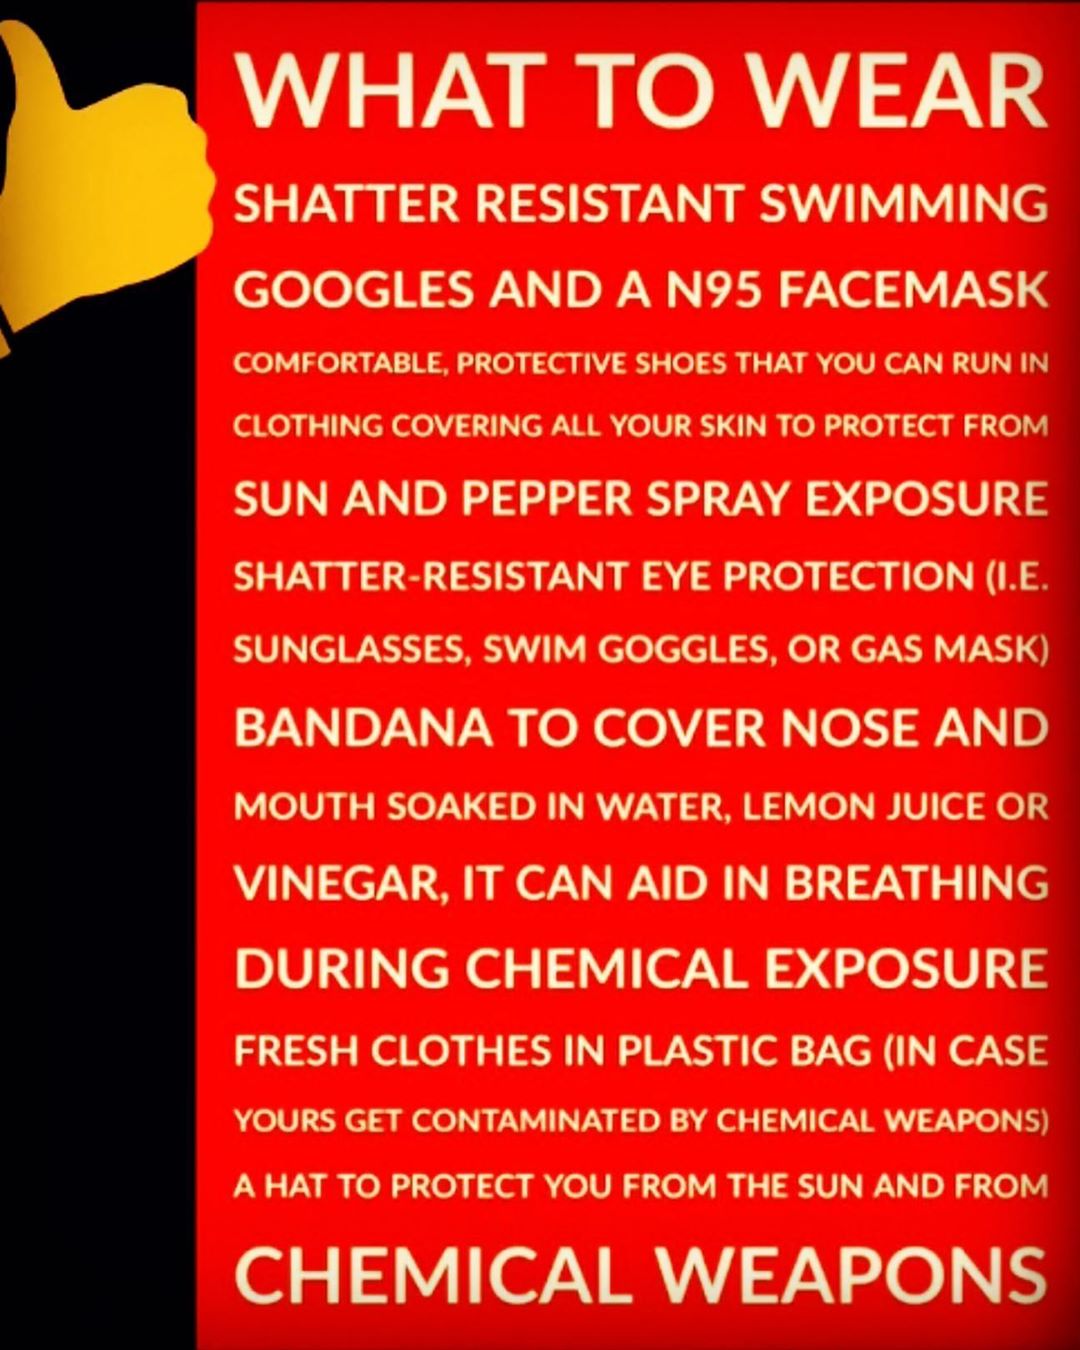 WHAT TO WEAR
SHATTER RESISTANT SWIMMING
GOOGLES AND A N95 FACEMASK
COMFORTABLE, PROTECTIVE SHOES THAT YOU CAN RUN IN
CLOTHING COVERING ALL YOUR SKIN TO PROTECT FROM
SUN AND PEPPER SPRAY EXPOSURE
SHATTER-RESISTANT EYE PROTECTION (I.E.
SUNGLASSES, SWIM GOGGLES, OR GAS MASK)
BANDANA TO COVER NOSE AND
MOUTH SOAKED IN WATER, LEMON JUICE OR
VINEGAR, IT CAN AID IN BREATHING
DURING CHEMICAL EXPOSURE
FRESH CLOTHES IN PLASTIC BAG (IN CASE
YOURS GET CONTAMINATED BY CHEMICAL WEAPONS)
A HAT TO PROTECT YOU FROM THE SUN AND FROM
CHEMICAL WEAPONS